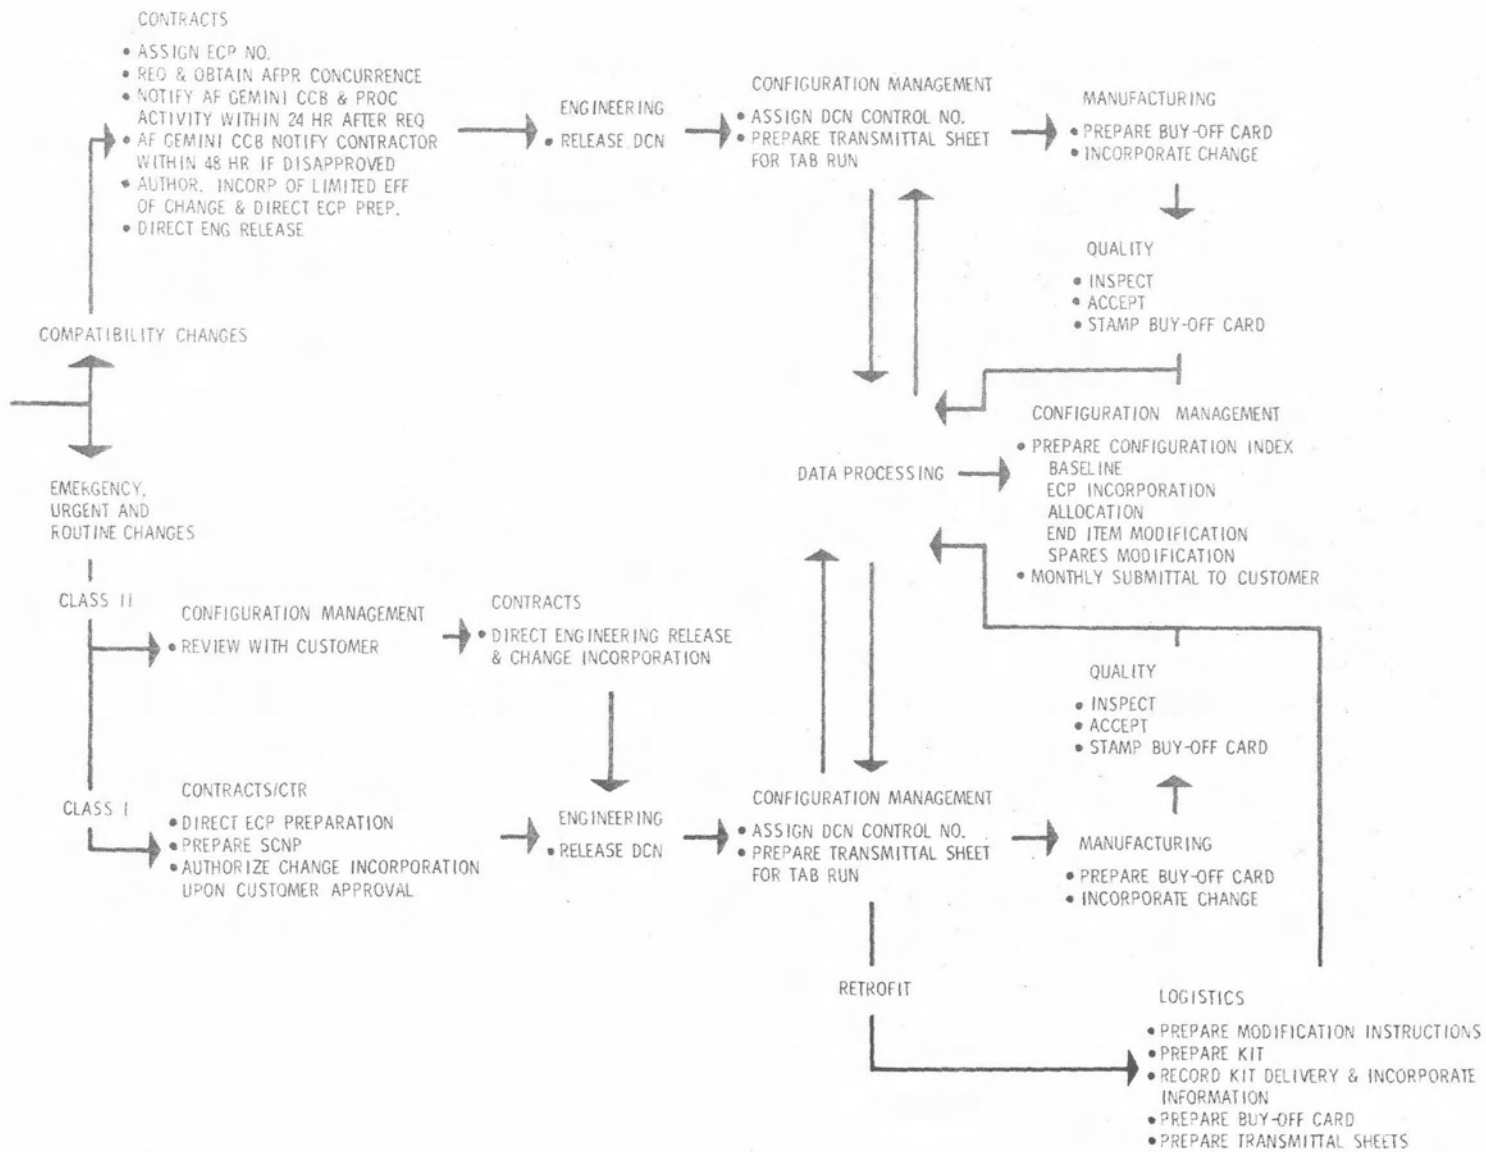 CONTRACTS
• ASSIGN ECP NO.
• REQ & OBTAIN AFPR CONCURRENCE
• NOTIFY AF GEMINI CCB & PROC
ACTIVITY WITHIN 24 HR AFTER REQ
• AF GEMINI CCB NOTIFY CONTRACTOR
WITHIN 48 HR IF DISAPPROVED
• AUTHOR. INCORP OF LIMITED EFF
OF CHANGE & DIRECT ECP PREP.
• DIRECT ENG RELEASE
ENGINEERING
• RELEASE DCN
CONFIGURATION MANAGEMENT
• ASSIGN DCN CONTROL NO.
• PREPARE TRANSMITTAL SHEET
FOR TAB RUN
MANUFACTURING
• PREPARE BUY-OFF CARD
• INCORPORATE CHANGE
QUALITY
• INSPECT
• ACCEPT
• STAMP BUY-OFF CARD
COMPATIBILITY CHANGES
EMERGENCY,
URGENT AND
ROUTINE CHANGES
DATA PROCESSING
CONFIGURATION MANAGEMENT
• PREPARE CONFIGURATION INDEX
BASELINE
ECP INCORPORATION
ALLOCATION
END ITEM MODIFICATION
SPARES MODIFICATION
• MONTHLY SUBMITTAL TO CUSTOMER
CLASS II
CONFIGURATION MANAGEMENT
• REVIEW WITH CUSTOMER
CONTRACTS
• DIRECT ENGINEERING RELEASE
& CHANGE INCORPORATION
QUALITY
• INSPECT
• ACCEPT
• STAMP BUY-OFF CARD
CLASS I
CONTRACTS/CTR
• DIRECT ECP PREPARATION
• PREPARE SCNP
• AUTHORIZE CHANGE INCORPORATION
UPON CUSTOMER APPROVAL
ENGINEERING
• RELEASE DCN
CONFIGURATION MANAGEMENT
• ASSIGN DCN CONTROL NO.
• PREPARE TRANSMITTAL SHEET
FOR TAB RUN
MANUFACTURING
• PREPARE BUY-OFF CARD
• INCORPORATE CHANGE
RETROFIT
LOGISTICS
• PREPARE MODIFICATION INSTRUCTIONS
• PREPARE KIT
• RECORD KIT DELIVERY & INCORPORATE
INFORMATION
• PREPARE BUY-OFF CARD
• PREPARE TRANSMITTAL SHEETS